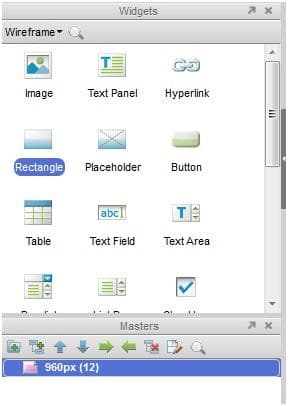 Widgets
Wireframe
Image Text Panel Hyperlink
Rectangle Placeholder Button
abc
T
Table Text Field Text Area
Masters
960px (12)